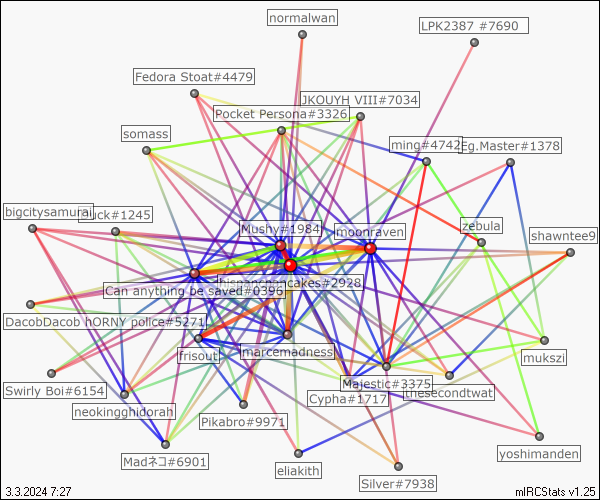 normalwan
LPK2387 #7690
Fedora Stoat#4479
JKOUYH VIII#7034
Pocket Persona#3326
somass
ming#4742
Eg.Master#1378
bigcitysamurai
uck#1245
Mushy#1984
moonraven
zebula
shawntee9
Can anything be saved#0396
pancakes#2928
DacobDacob hORNY police#5271
frisout
marcemadness
mukszi
Swirly Boi#6154
neokingghidorah
Majestic#3375
Cypha#1717
thesecondtwat
Pikabro#9971
yoshimanden
Madネコ#6901
eliakith
Silver#7938
3.3.2024 7:27
mIRCStats v1.25